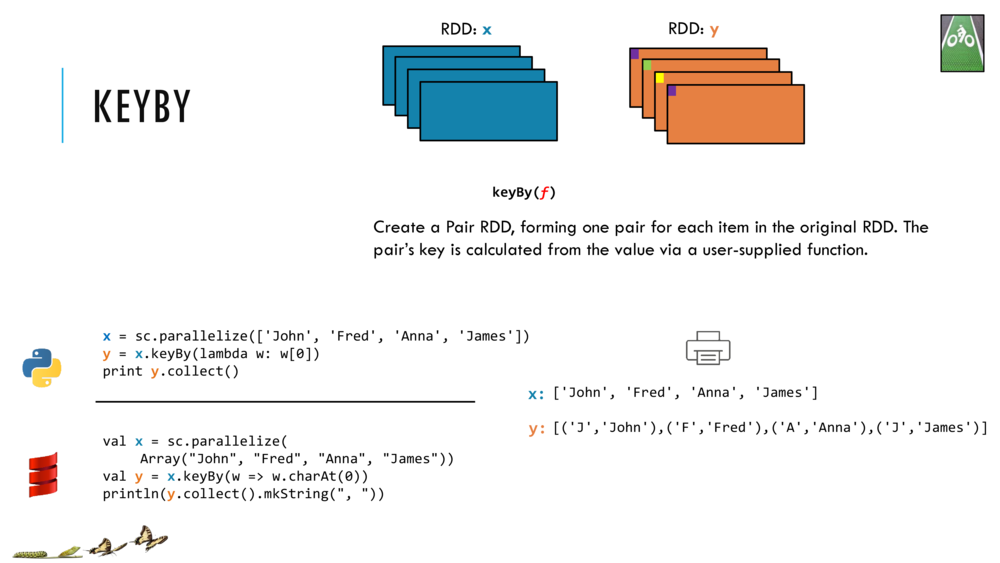 RDD: x
RDD: y
KEYBY
keyBy(f)
Create a Pair RDD, forming one pair for each item in the original RDD. The
pair's key is calculated from the value via a user-supplied function.
x = sc.parallelize(['John', 'Fred', 'Anna', 'James'])
y = x.keyBy(lambda w: w[0])
print y.collect()
x: ['John', 'Fred', 'Anna', 'James']
y: [('J','John'),('F','Fred'),('A','Anna'),('J','James')]
val x = sc.parallelize(
Array("John", "Fred", "Anna", "James"))
val y = x.keyBy(w => w.charAt(0))
println(y.collect().mkString(", "))